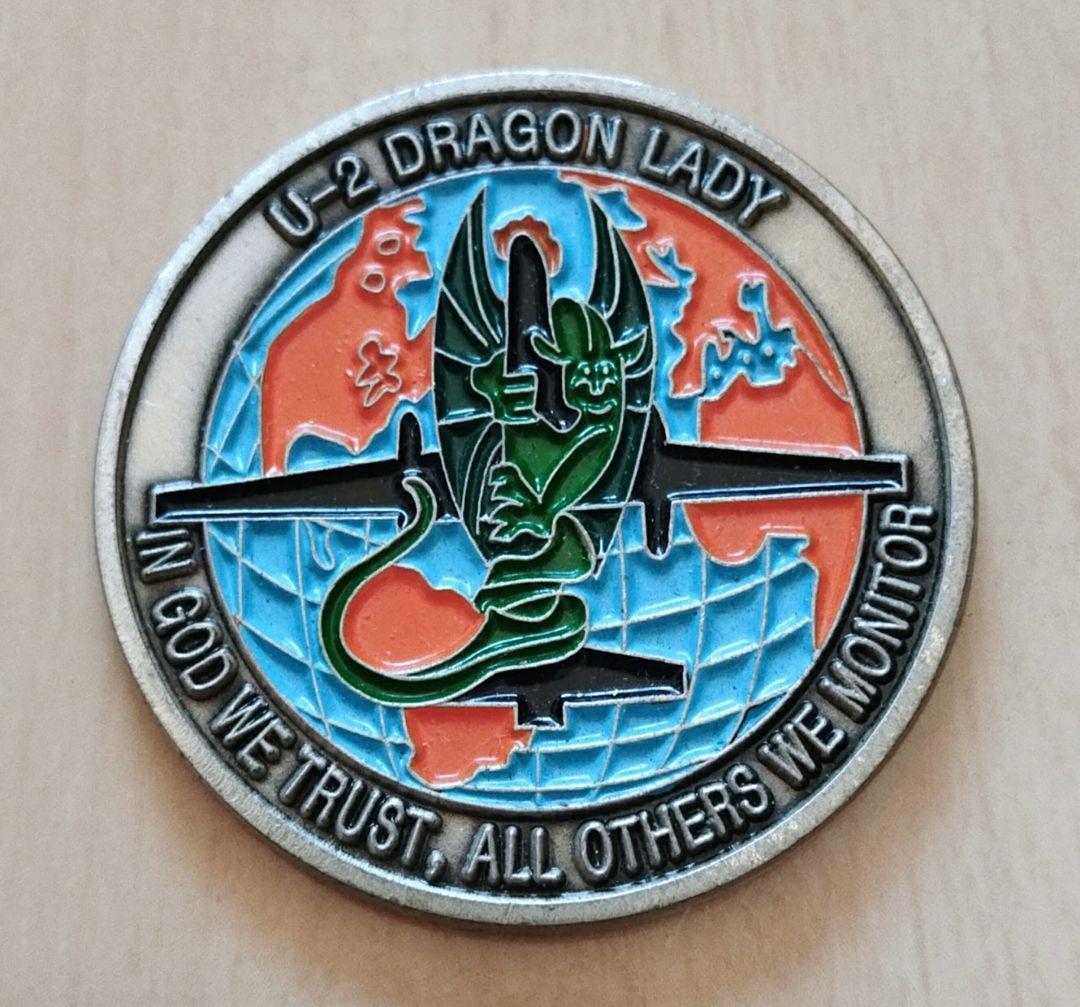 U-2 DRAGON LADY
IN GOD WE TRUST, ALL OTHERS WE MONITOR